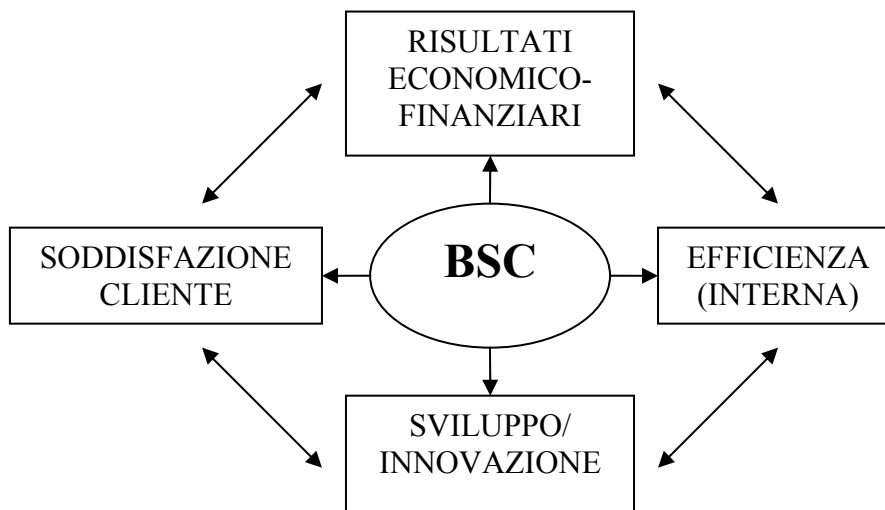 RISULTATI
ECONOMICO-
FINANZIARI
SODDISFAZIONE
CLIENTE
BSC
EFFICIENZA
(INTERNA)
SVILUPPO/
INNOVAZIONE